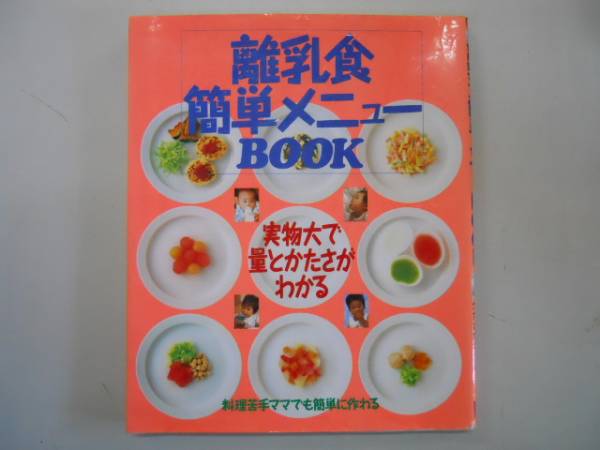 離乳食
簡単メニュー
BOOK
実物大で
量とかたさが
わかる
料理苦手ママでも簡単に作れる